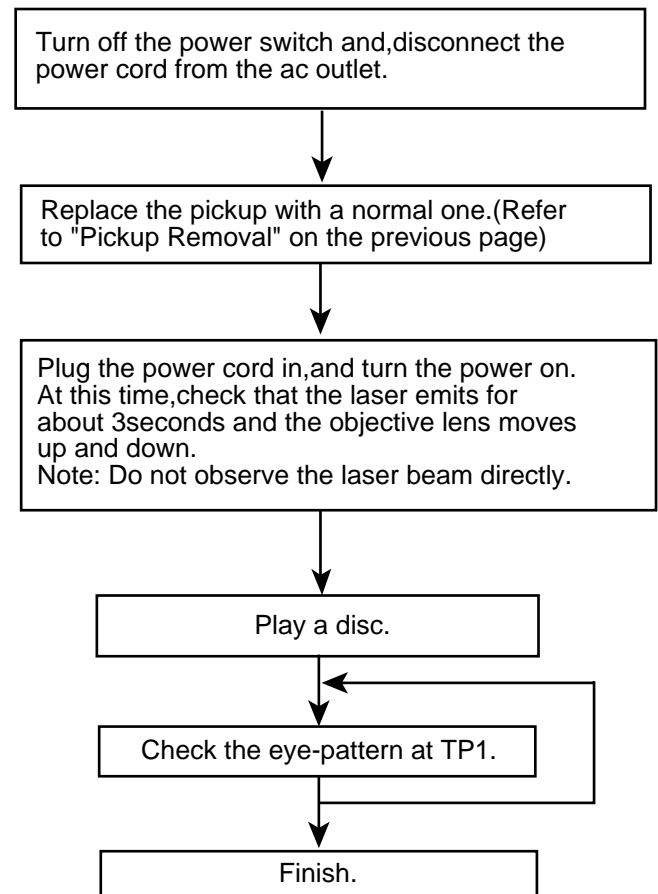 Turn off the power switch and,disconnect the
power cord from the ac outlet.
Replace the pickup with a normal one.(Refer
to "Pickup Removal" on the previous page)
Plug the power cord in,and turn the power on.
At this time,check that the laser emits for
about 3seconds and the objective lens moves
up and down.
Note: Do not observe the laser beam directly.
Play a disc.
Check the eye-pattern at TP1.
Finish.